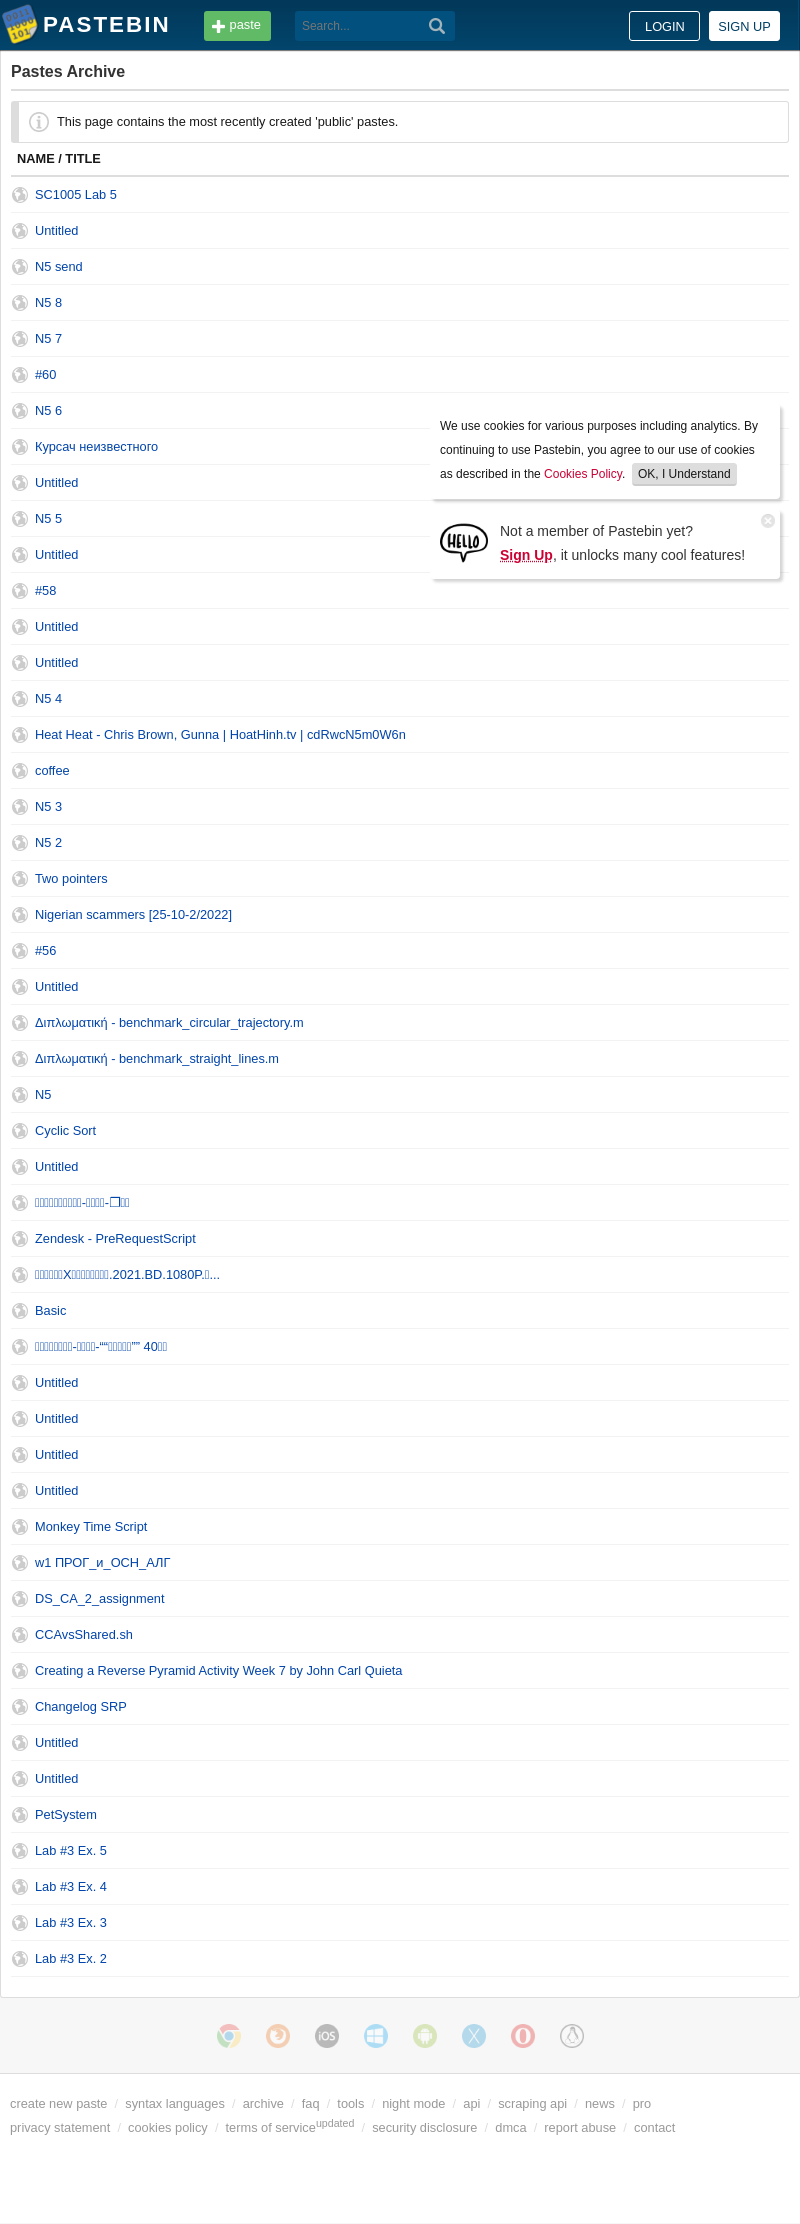 PASTEBIN
paste
Search...
LOGIN
SIGN UP
Pastes Archive
This page contains the most recently created 'public' pastes.
NAME / TITLE
SC1005 Lab 5
Untitled
N5 send
N5 8
N5 7
#60
N5 6
Курсач неизвестного
Untitled
N5 5
Untitled
#58
We use cookies for various purposes including analytics. By
continuing to use Pastebin, you agree to our use of cookies
as described in the Cookies Policy. OK, I Understand
HELLO
Not a member of Pastebin yet?
Sign Up, it unlocks many cool features!
Untitled
Untitled
N5 4
Heat Heat - Chris Brown, Gunna | HoatHinh.tv | cdRwcN5m0W6n
coffee
N5 3
N5 2
Two pointers
Nigerian scammers [25-10-2/2022]
#56
Untitled
Διπλωματική - benchmark_circular_trajectory.m
Διπλωματική - benchmark_straight_lines.m
N5
Cyclic Sort
Untitled
Zendesk - PreRequestScript
.2021.BD.1080P.
Basic
40
Untitled
Untitled
Untitled
Untitled
Monkey Time Script
w1 ПРОГ_и_ОСН_АЛГ
DS_CA_2_assignment
CCAvsShared.sh
Creating a Reverse Pyramid Activity Week 7 by John Carl Quieta
Changelog SRP
Untitled
Untitled
PetSystem
Lab #3 Ex. 5
Lab #3 Ex. 4
Lab #3 Ex. 3
Lab #3 Ex. 2
iOS
create new paste / syntax languages / archive / faq / tools / night mode / api / scraping api / news / pro
privacy statement / cookies policy / terms of service updated / security disclosure / dmca / report abuse / contact